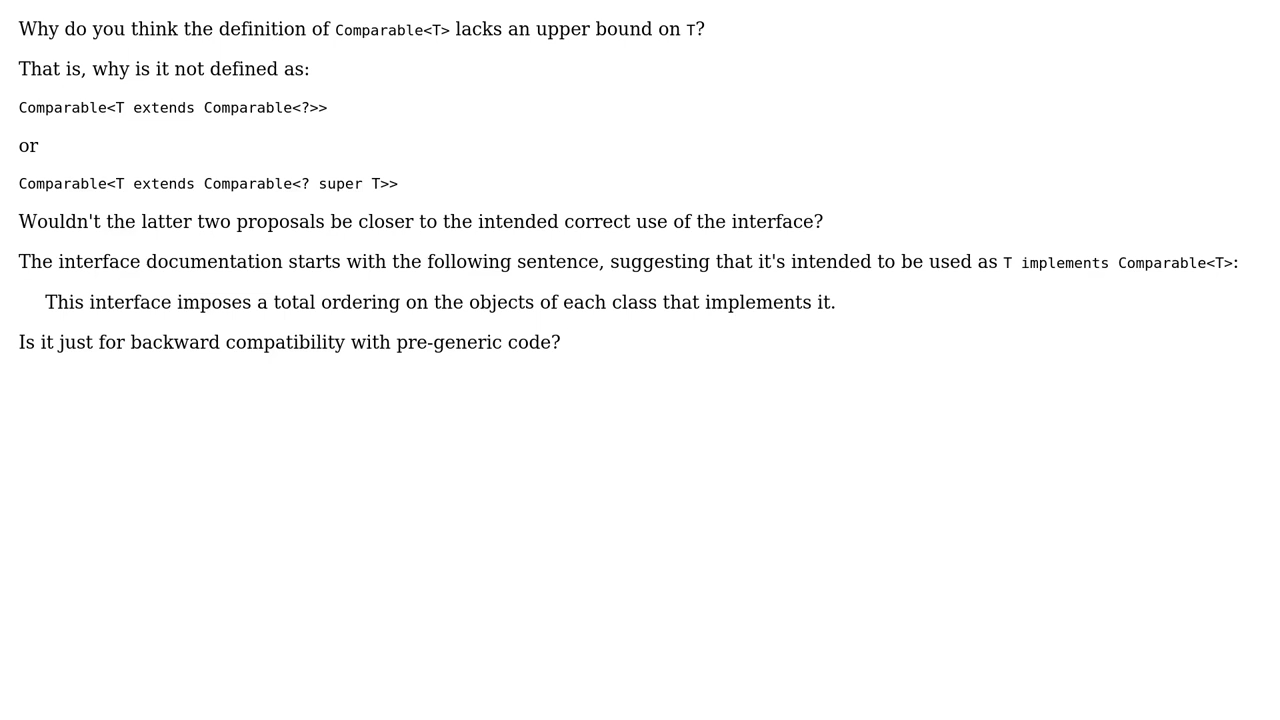 Why do you think the definition of Comparable<T> lacks an upper bound on T?
That is, why is it not defined as:
Comparable<T extends Comparable<?>>
or
Comparable<T extends Comparable<? super T>>
Wouldn't the latter two proposals be closer to the intended correct use of the interface?
The interface documentation starts with the following sentence, suggesting that it's intended to be used as T implements Comparable<T>:
This interface imposes a total ordering on the objects of each class that implements it.
Is it just for backward compatibility with pre-generic code?